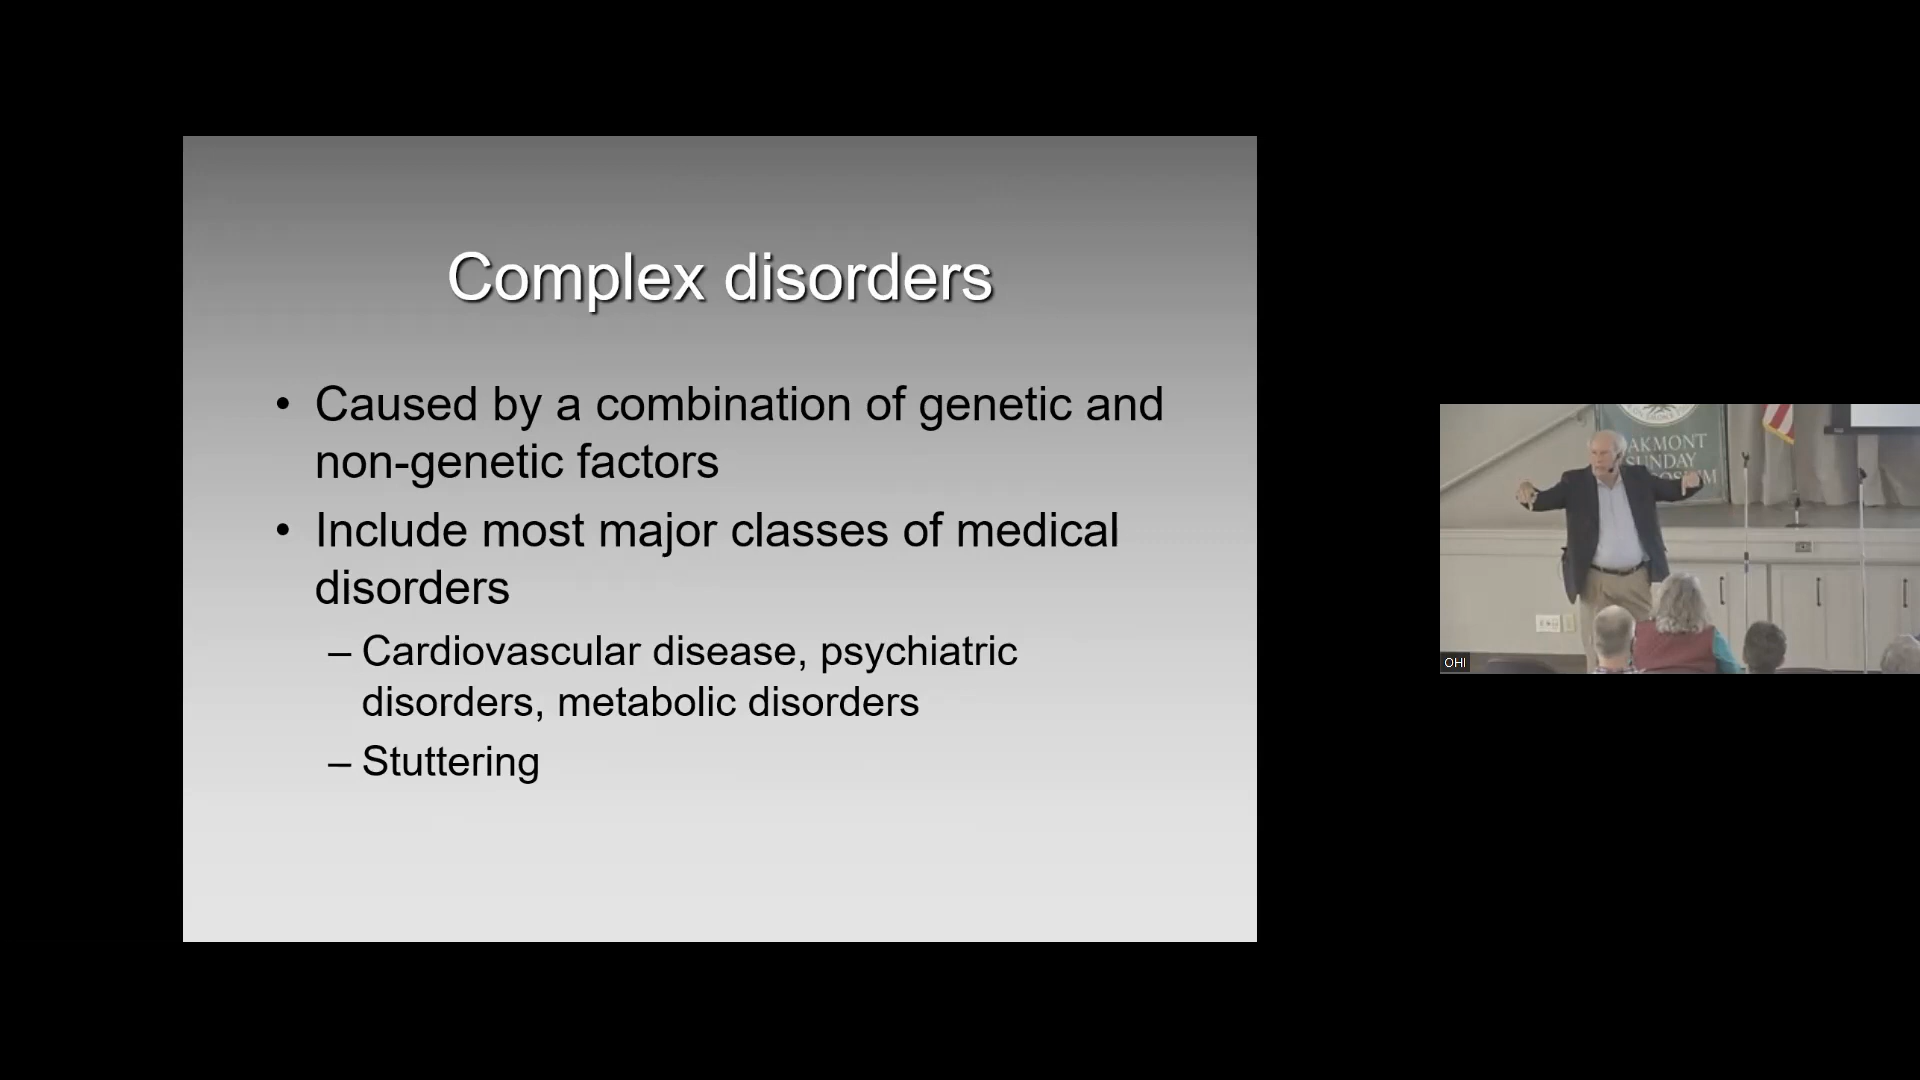 Complex disorders
• Caused by a combination of genetic and
non-genetic factors
• Include most major classes of medical
disorders
– Cardiovascular disease, psychiatric
disorders, metabolic disorders
– Stuttering
AKMONT
SUNDAY
OHI